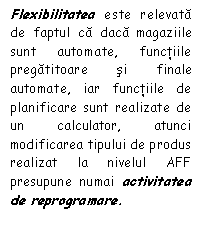 Flexibilitatea este relevată
de faptul că dacă magaziile
sunt automate, funcţiile
pregătitoare şi finale
automate, iar funcţiile de
planificare sunt realizate de
un calculator, atunci
modificarea tipului de produs
realizat la nivelul AFF
presupune numai activitatea
de reprogramare.